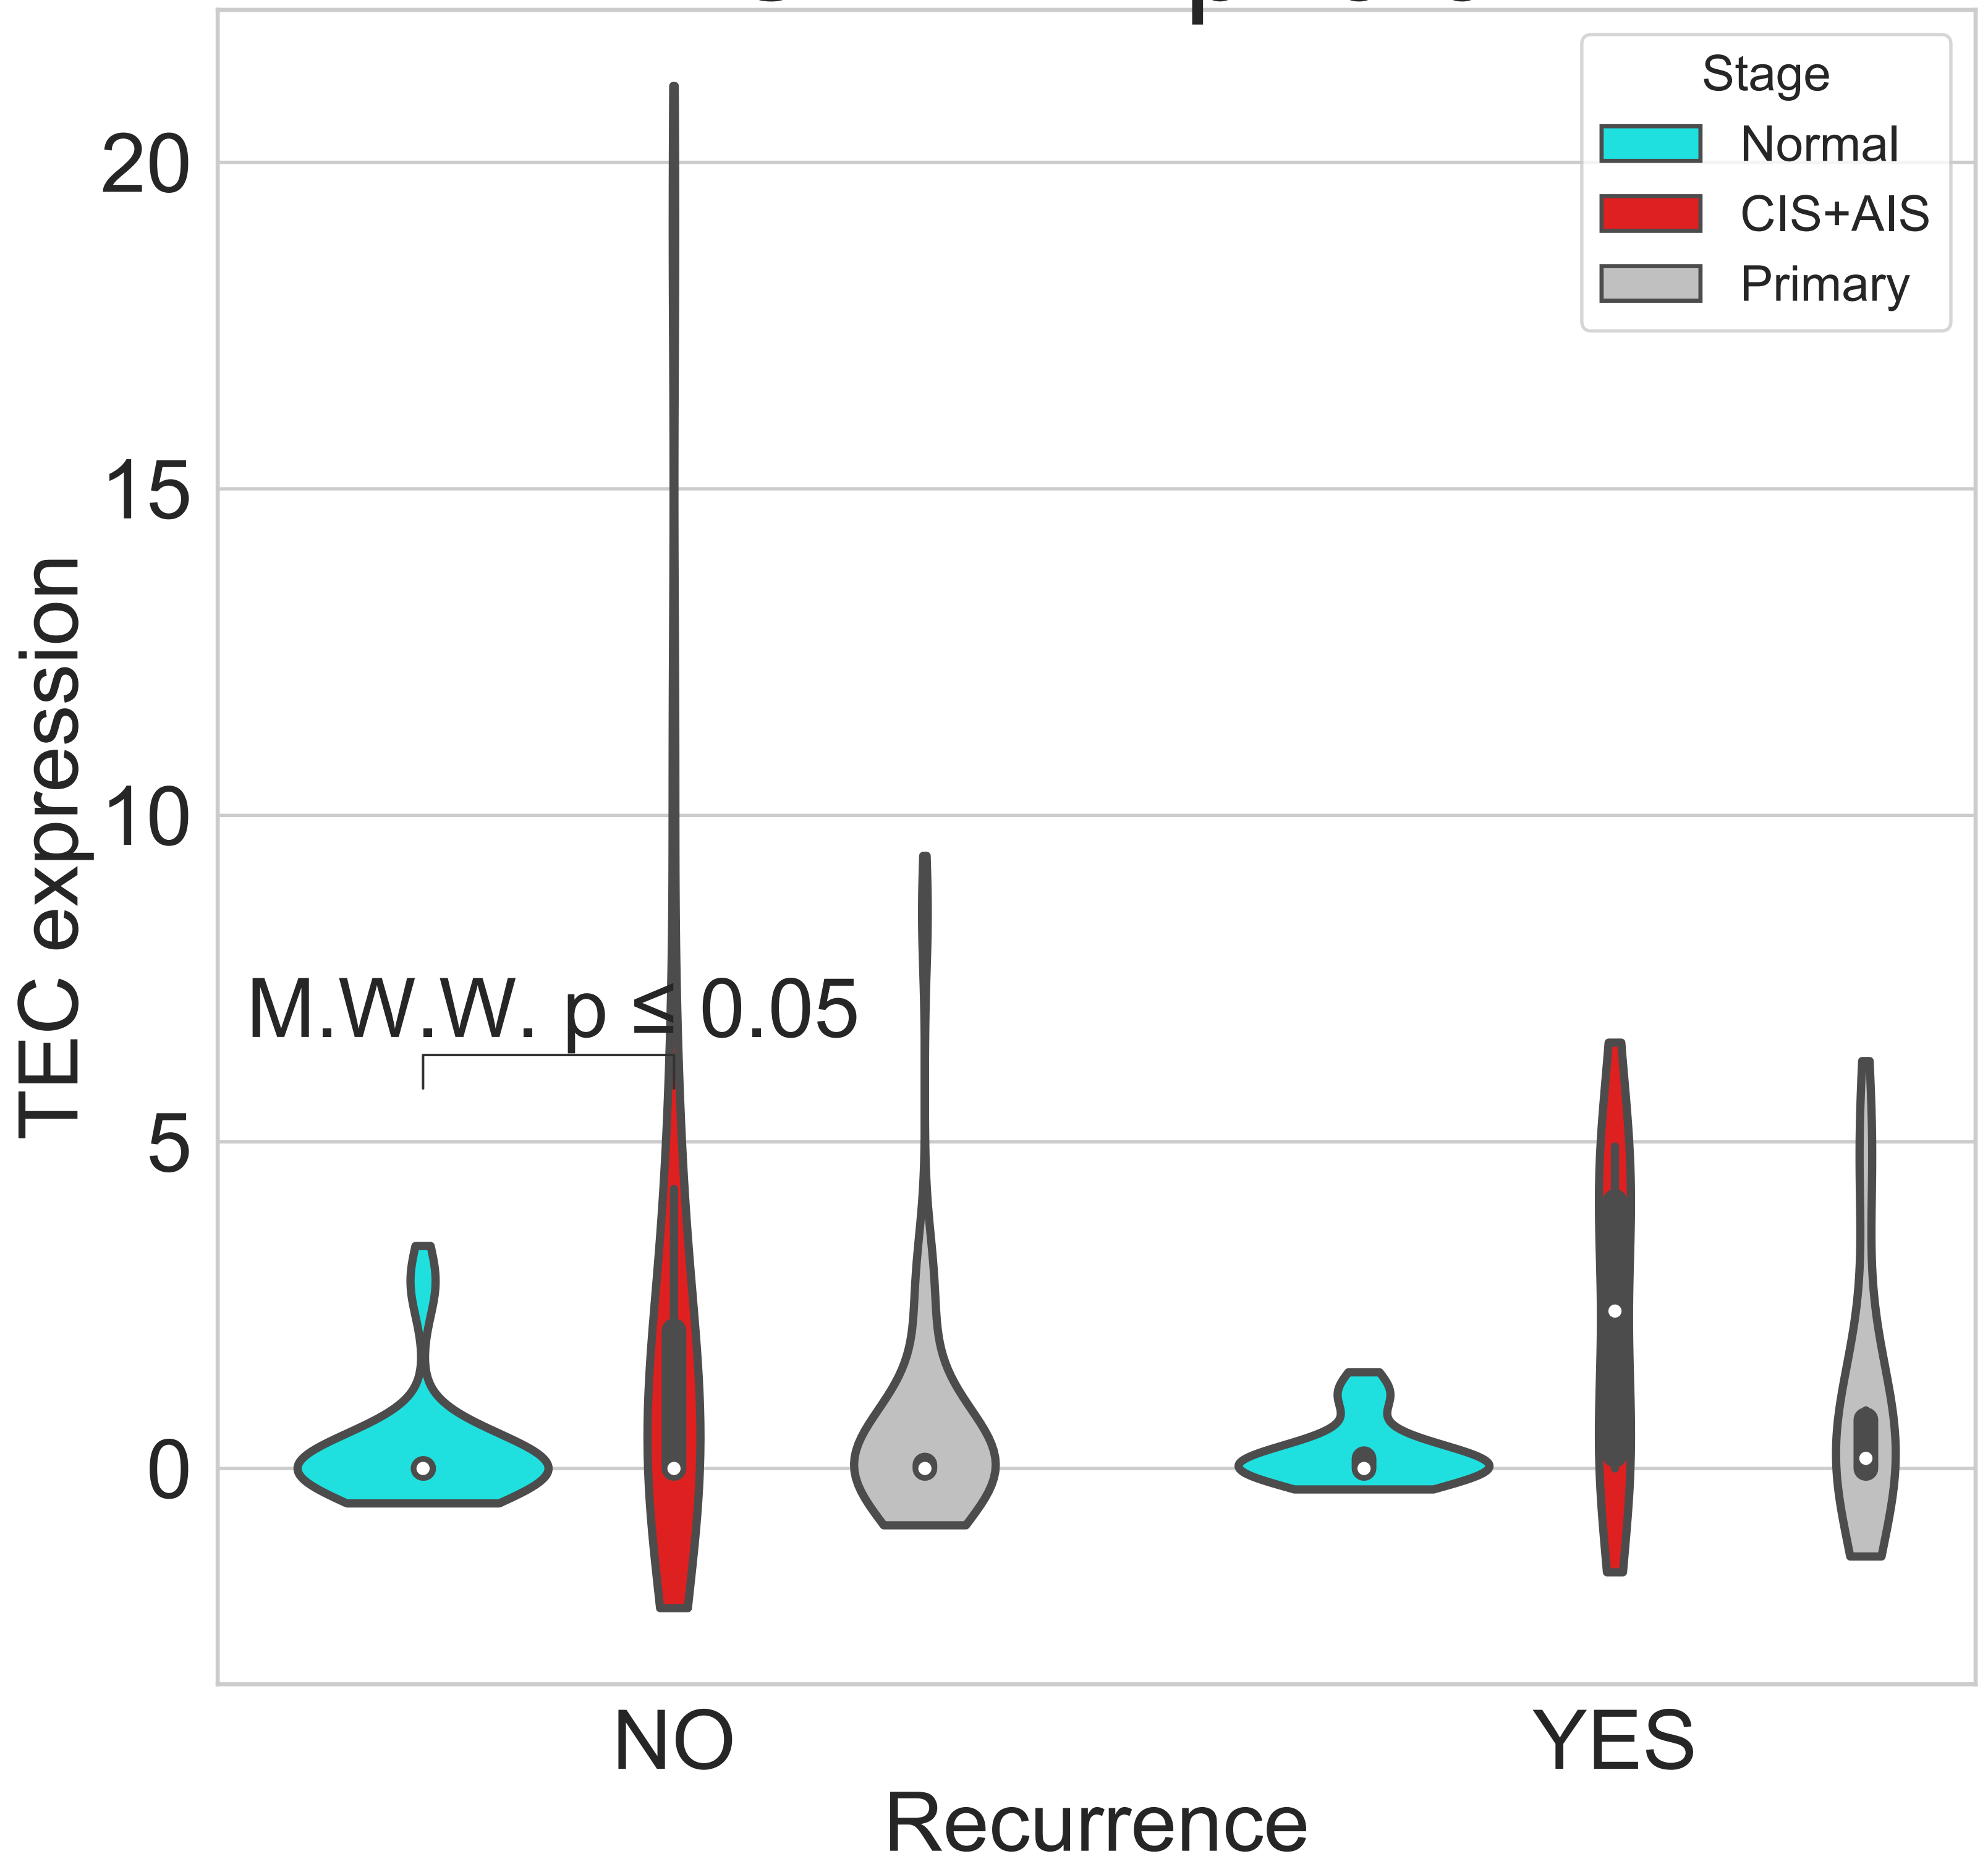 Stage
Normal
CIS+AIS
Primary
20
15
10
5
0
TEC expression
M.W.W. p ≤ 0.05
NO
YES
Recurrence